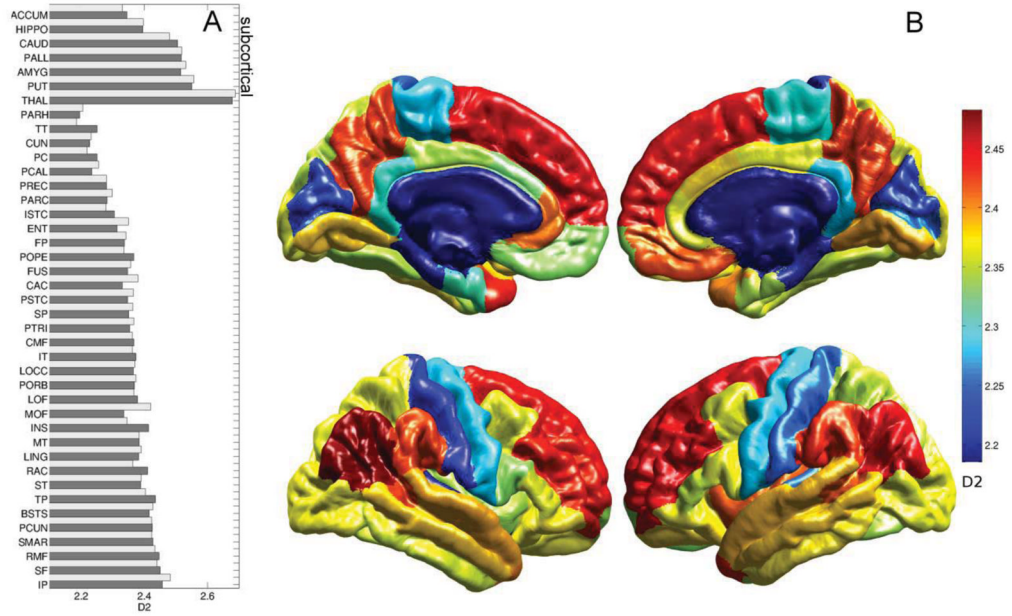 A
B
subcortical
ACCUM
HIPPO
CAUD
PALL
AMYG
PUT
THAL
PARH
TT
CUN
PC
PCAL
PREC
PARC
ISTC
ENT
FP
POPE
FUS
CAC
PSTC
SP
PTRI
CMF
IT
LOCC
PORB
LOF
MOF
INS
MT
LING
RAC
ST
TP
BSTS
PCUN
SMAR
RMF
SF
IP
2.2 2.4 2.6
D2
2.45
2.4
2.35
2.3
2.25
2.2
D2